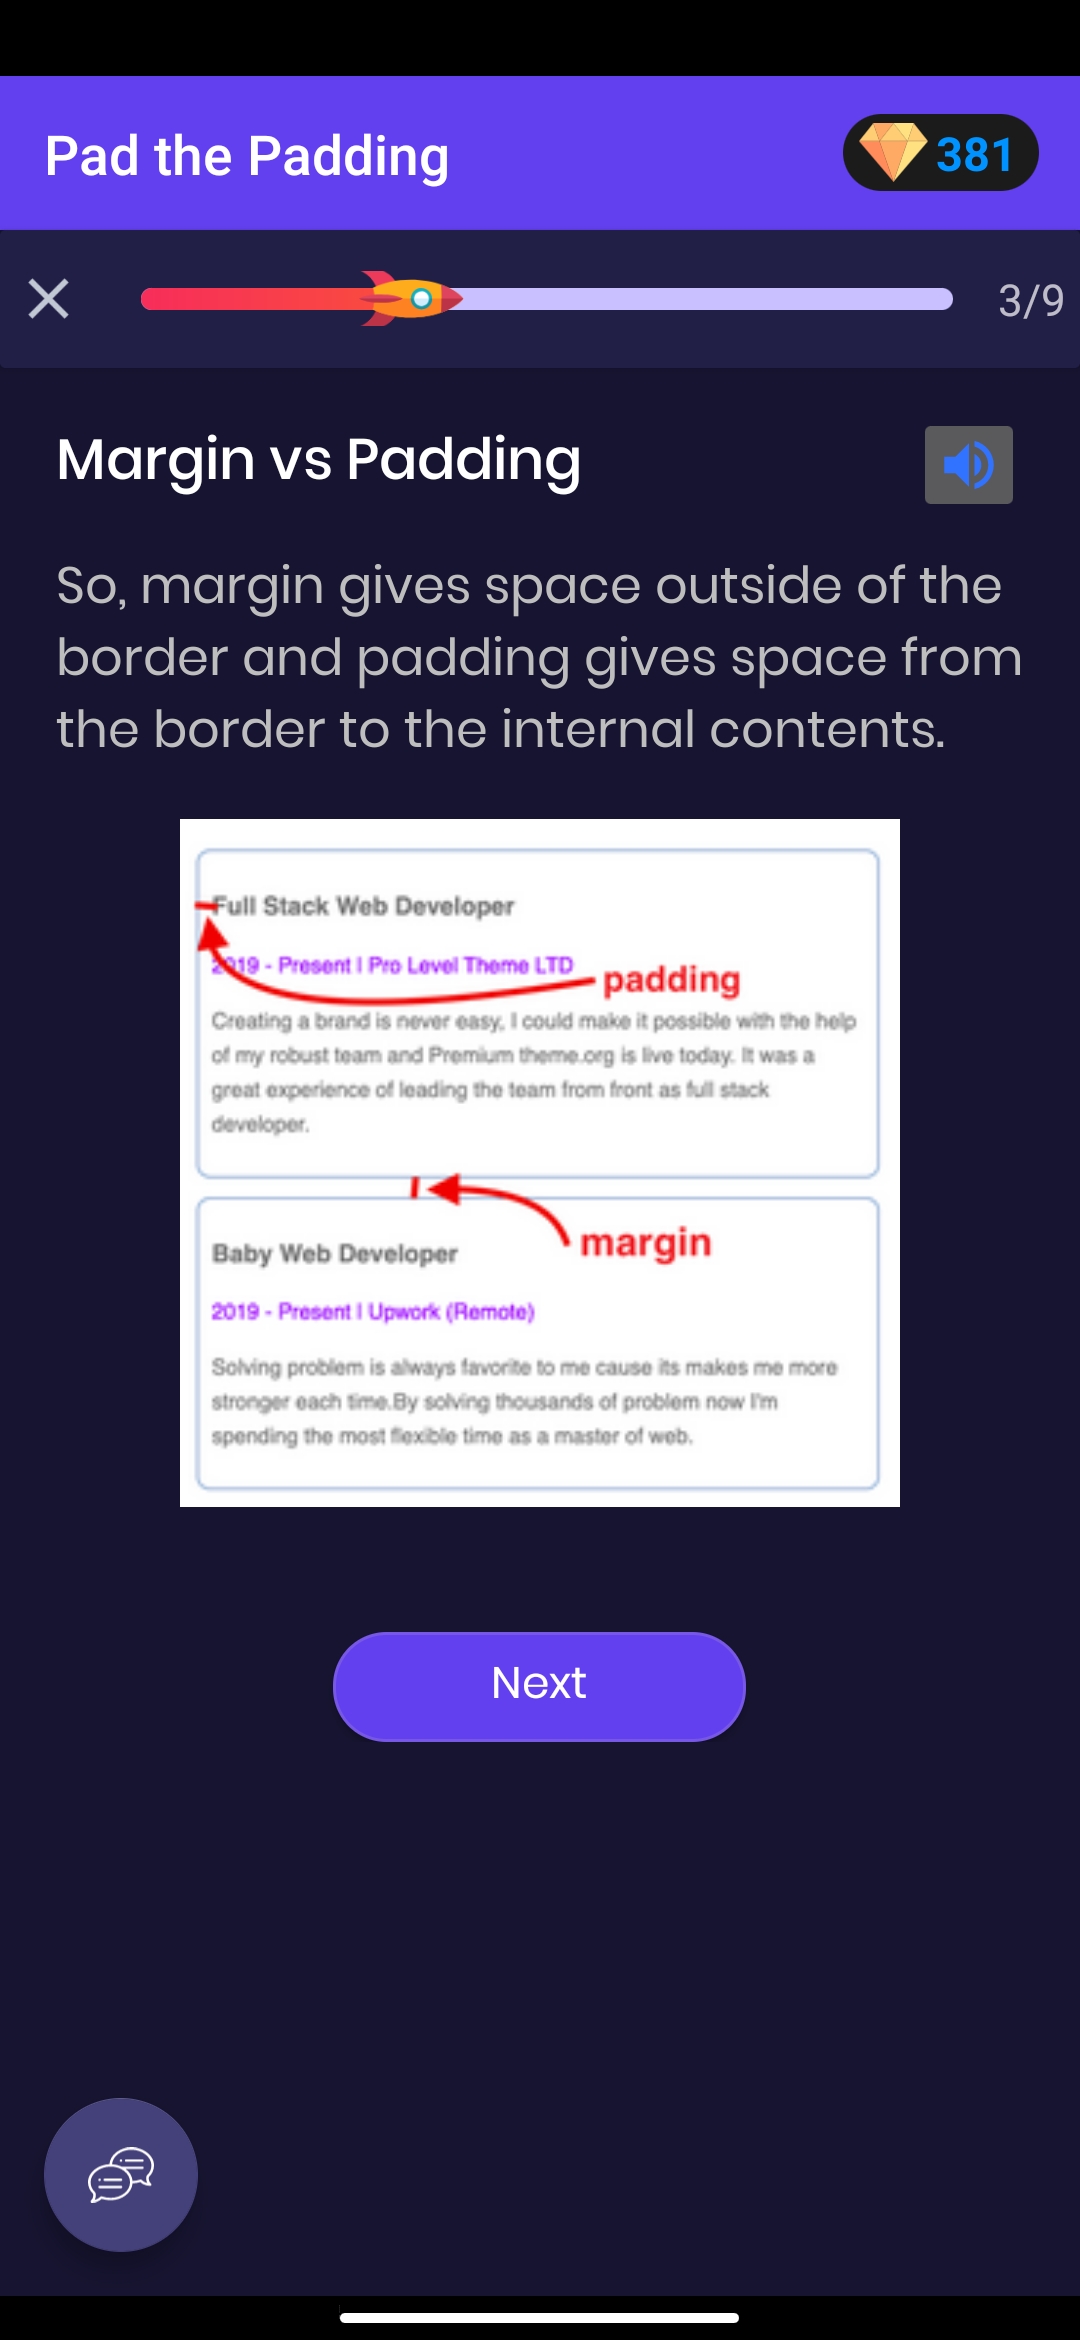 Pad the Padding
381
3/9
Margin vs Padding
So, margin gives space outside of the
border and padding gives space from
the border to the internal contents.
Full Stack Web Developer
2019 - Present | Pro Level Theme LTD
padding
Creating a brand is never easy, I could make it possible with the help
of my robust team and Premium theme.org is live today. It was a
great experience of leading the team from front as full stack
developer.
margin
Baby Web Developer
2019 - Present | Upwork (Remote)
Solving problem is always favorite to me cause its makes me more
stronger each time.By solving thousands of problem now I'm
spending the most flexible time as a master of web.
Next